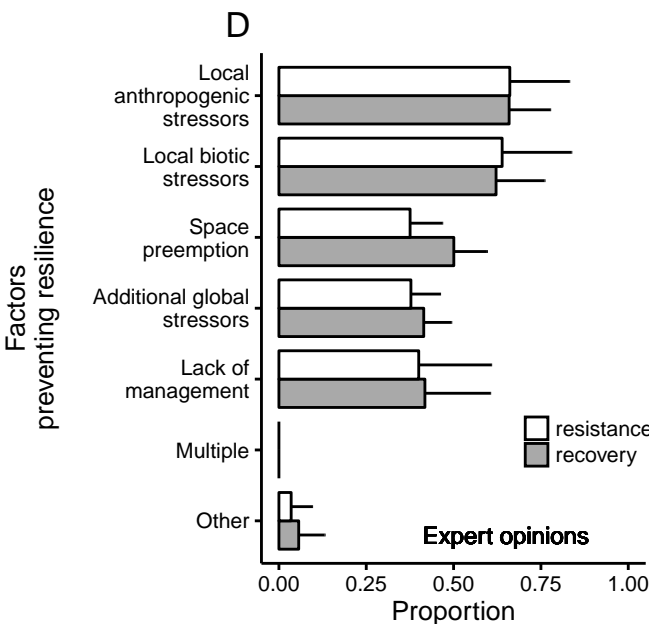 D
Factors
preventing resilience
Local
anthropogenic
stressors
Local biotic
stressors
Space
preemption
Additional global
stressors
Lack of
management
Multiple
Other
resistance
recovery
Expert opinions
0.00 0.25 0.50 0.75 1.00
Proportion